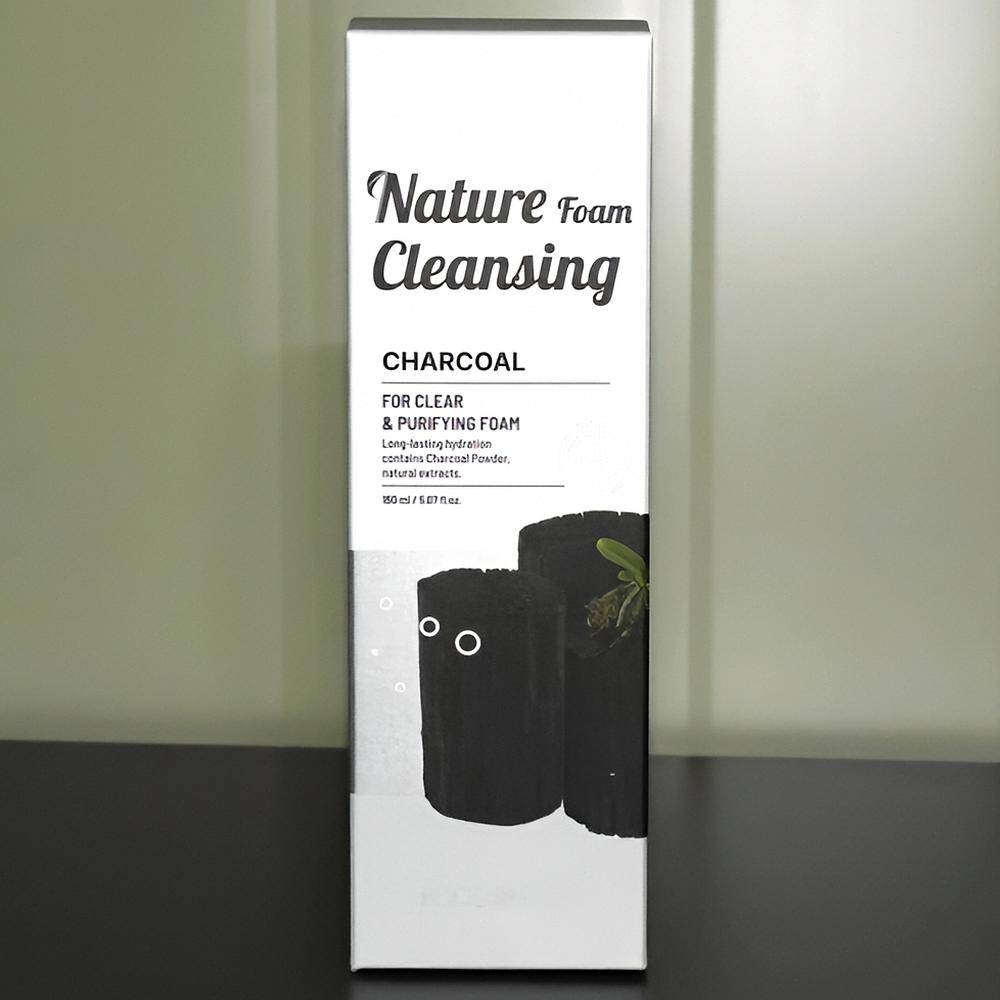 Nature Foam
Cleansing
CHARCOAL
FOR CLEAR
& PURIFYING FOAM
Long-lasting hydration
contains Charcoal Powder,
natural extracts.
150 ml / 5.07 fl.oz.